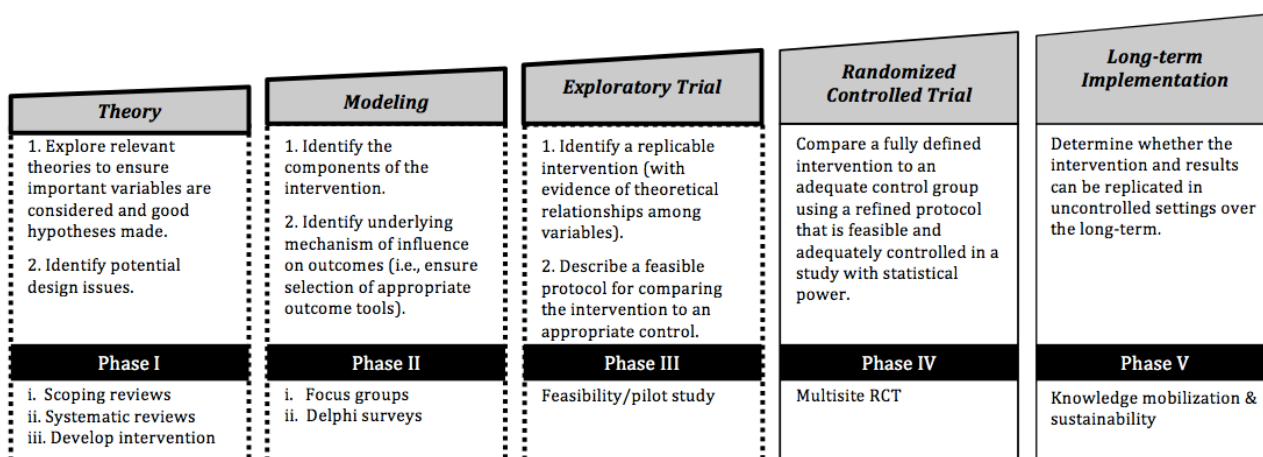 Theory
1. Explore relevant
theories to ensure
important variables are
considered and good
hypotheses made.
2. Identify potential
design issues.
Phase I
i. Scoping reviews
ii. Systematic reviews
iii. Develop intervention
Modeling
1. Identify the
components of the
intervention.
2. Identify underlying
mechanism of influence
on outcomes (i.e., ensure
selection of appropriate
outcome tools).
Phase II
i. Focus groups
ii. Delphi surveys
Exploratory Trial
1. Identify a replicable
intervention (with
evidence of theoretical
relationships among
variables).
2. Describe a feasible
protocol for comparing
the intervention to an
appropriate control.
Phase III
Feasibility/pilot study
Randomized
Controlled Trial
Compare a fully defined
intervention to an
adequate control group
using a refined protocol
that is feasible and
adequately controlled in a
study with statistical
power.
Phase IV
Multisite RCT
Long-term
Implementation
Determine whether the
intervention and results
can be replicated in
uncontrolled settings over
the long-term.
Phase V
Knowledge mobilization &
sustainability